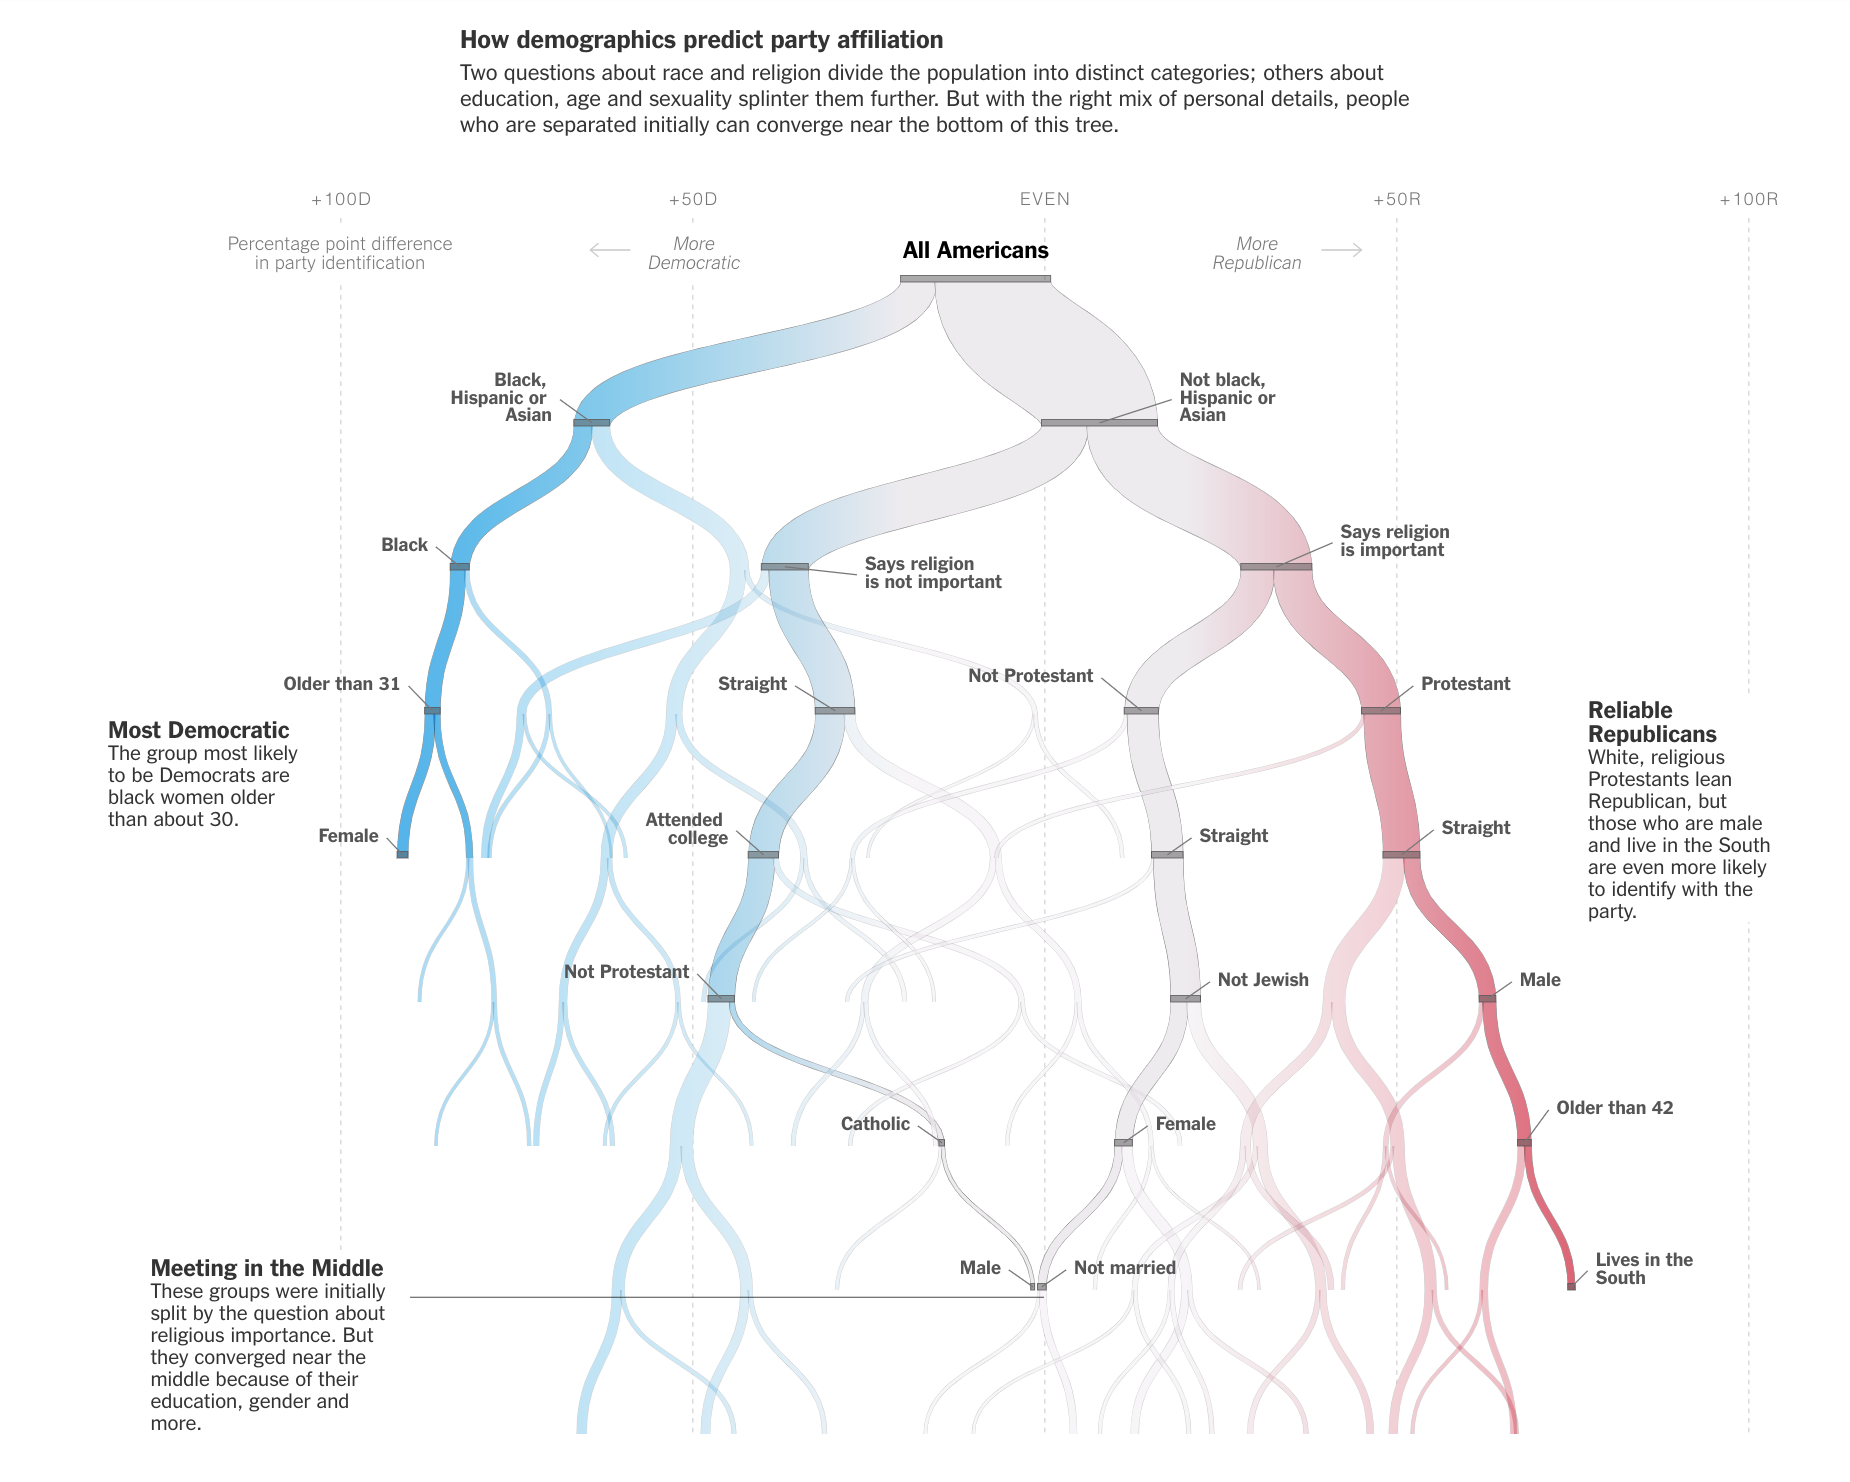 How demographics predict party affiliation
Two questions about race and religion divide the population into distinct categories; others about
education, age and sexuality splinter them further. But with the right mix of personal details, people
who are separated initially can converge near the bottom of this tree.
+100D
+50D
EVEN
+50R
+100R
Percentage point difference
in party identification
More
Democratic
All Americans
More
Republican
Black,
Hispanic or
Asian
Not black,
Hispanic or
Asian
Black
Says religion
is not important
Says religion
is important
Older than 31
Straight
Not Protestant
Protestant
Most Democratic
The group most likely
to be Democrats are
black women older
than about 30.
Reliable
Republicans
White, religious
Protestants lean
Republican, but
those who are male
and live in the South
are even more likely
to identify with the
party.
Female
Attended
college
Straight
Straight
Not Protestant
Not Jewish
Male
Catholic
Female
Older than 42
Meeting in the Middle
These groups were initially
split by the question about
religious importance. But
they converged near the
middle because of their
education, gender and
more.
Male
Not married
Lives in the
South